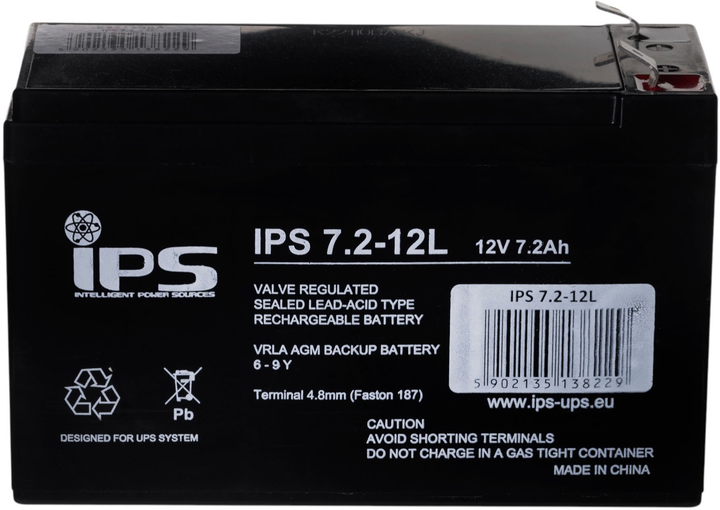 iPS
INTELLIGENT POWER SOURCES
IPS 7.2-12L 12V 7.2Ah
VALVE REGULATED
SEALED LEAD-ACID TYPE
RECHARGEABLE BATTERY
VRLA AGM BACKUP BATTERY
6 - 9 Y
Terminal 4.8mm (Faston 187)
IPS 7.2-12L
5 902135 138229
www.ips-ups.eu
Pb
DESIGNED FOR UPS SYSTEM
CAUTION
AVOID SHORTING TERMINALS
DO NOT CHARGE IN A GAS TIGHT CONTAINER
MADE IN CHINA